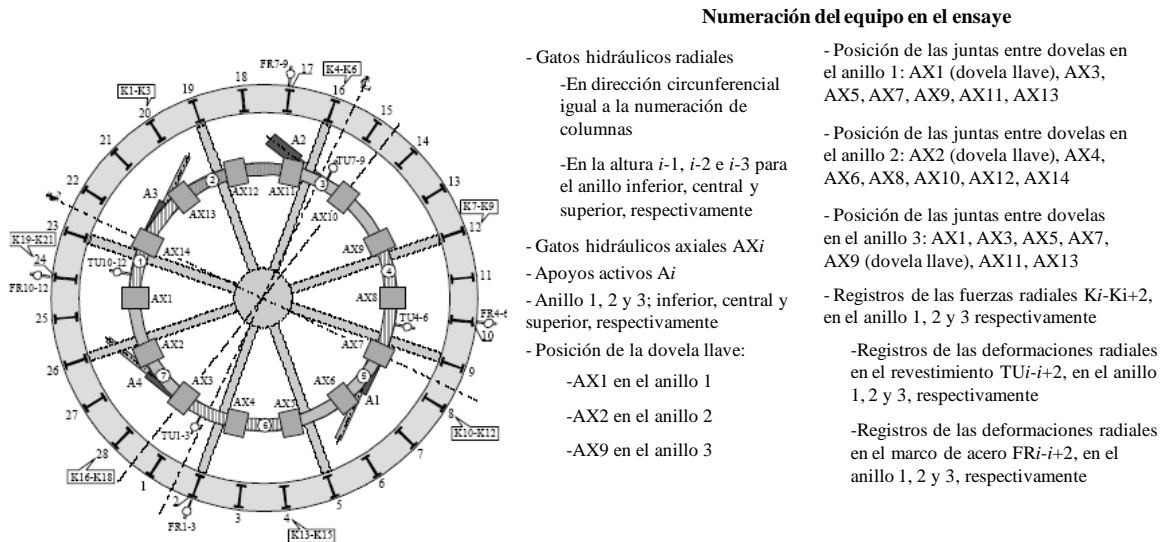 Numeración del equipo en el ensaye
- Gatos hidráulicos radiales
-En dirección circunferencial
igual a la numeración de
columnas
-En la altura i-1, i-2 e i-3 para
el anillo inferior, central y
superior, respectivamente
- Gatos hidráulicos axiales AXi
- Apoyos activos Ai
- Anillo 1, 2 y 3; inferior, central y
superior, respectivamente
- Posición de la dovela llave:
-AX1 en el anillo 1
-AX2 en el anillo 2
-AX9 en el anillo 3
- Posición de las juntas entre dovelas en
el anillo 1: AX1 (dovela llave), AX3,
AX5, AX7, AX9, AX11, AX13
- Posición de las juntas entre dovelas en
el anillo 2: AX2 (dovela llave), AX4,
AX6, AX8, AX10, AX12, AX14
- Posición de las juntas entre dovelas
en el anillo 3: AX1, AX3, AX5, AX7,
AX9 (dovela llave), AX11, AX13
- Registros de las fuerzas radiales Ki-Ki+2,
en el anillo 1, 2 y 3 respectivamente
-Registros de las deformaciones radiales
en el revestimiento TUi-i+2, en el anillo
1, 2 y 3, respectivamente
-Registros de las deformaciones radiales
en el marco de acero FRi-i+2, en el
anillo 1, 2 y 3, respectivamente
FR7-9
17
18
K4-K6
16
K1-K3
19
20
15
21
A2
14
TU7-9
22
A3
2
AX12
AX11
3
13
AX13
AX10
K7-K9
23
12
K19-K21
AX14
AX9
24
1
TU10-12
4
11
FR10-12
AX1
AX8
FR4-6
10
25
TU4-6
AX2
AX7
26
9
A4
7
AX3
AX6
5
A1
8
AX4
AX5
27
TU1-3
6
K10-K12
28
7
K16-K18
1
6
2
3
4
5
FR1-3
K13-K15